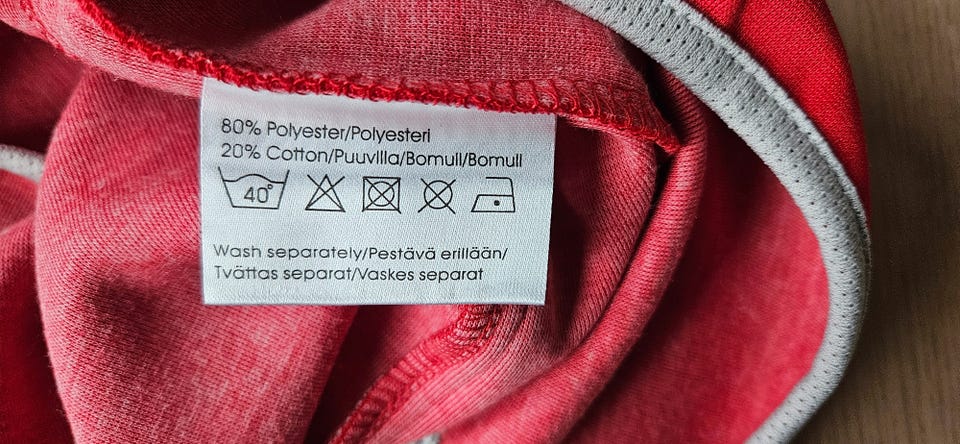 80% Polyester/Polyesteri
20% Cotton/Puuvilla/Bomull/Bomull
40°
Wash separately/Pestävä erillään/
Tvättas separat/Vaskes separat